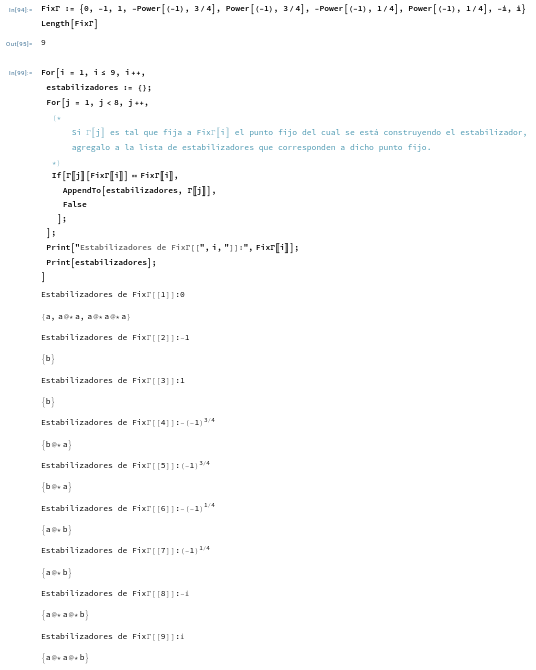 In[94]:= FixΓ := {0, -1, 1, -Power[(-1), 3/4], Power[(-1), 3/4], -Power[(-1), 1/4], Power[(-1), 1/4], -i, i}
Length[FixΓ]
Out[95]= 9
In[99]:= For[i = 1, i ≤ 9, i++,
estabilizadores := {};
For[j = 1, j < 8, j++,
(*
Si Γ[[j]] es tal que fija a FixΓ[[i]] el punto fijo del cual se está construyendo el estabilizador,
agregalo a la lista de estabilizadores que corresponden a dicho punto fijo.
*)
If[Γ[[j]][FixΓ[[i]]] == FixΓ[[i]],
AppendTo[estabilizadores, Γ[[j]]],
False
];
];
Print["Estabilizadores de FixΓ[[", i, "]]:", FixΓ[[i]]];
Print[estabilizadores];
]
Estabilizadores de FixΓ[[1]]:0
{a, a@*a, a@*a@*a}
Estabilizadores de FixΓ[[2]]:-1
{b}
Estabilizadores de FixΓ[[3]]:1
{b}
Estabilizadores de FixΓ[[4]]:-(-1)^3/4
{b@*a}
Estabilizadores de FixΓ[[5]]:(-1)^3/4
{b@*a}
Estabilizadores de FixΓ[[6]]:-(-1)^1/4
{a@*b}
Estabilizadores de FixΓ[[7]]:(-1)^1/4
{a@*b}
Estabilizadores de FixΓ[[8]]:-i
{a@*a@*b}
Estabilizadores de FixΓ[[9]]:i
{a@*a@*b}